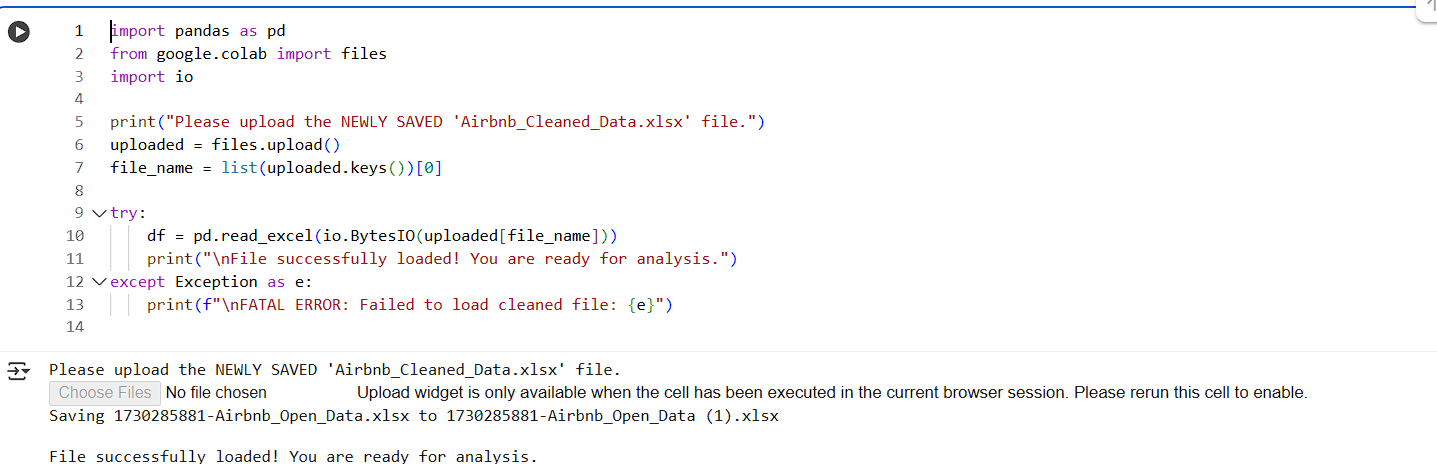 1 import pandas as pd
2 from google.colab import files
3 import io
4
5 print("Please upload the NEWLY SAVED 'Airbnb_Cleaned_Data.xlsx' file.")
6 uploaded = files.upload()
7 file_name = list(uploaded.keys())[0]
8
9 try:
10     df = pd.read_excel(io.BytesIO(uploaded[file_name]))
11     print("\nFile successfully loaded! You are ready for analysis.")
12 except Exception as e:
13     print(f"\nFATAL ERROR: Failed to load cleaned file: {e}")
14
Please upload the NEWLY SAVED 'Airbnb_Cleaned_Data.xlsx' file.
Choose Files No file chosen Upload widget is only available when the cell has been executed in the current browser session. Please rerun this cell to enable.
Saving 1730285881-Airbnb_Open_Data.xlsx to 1730285881-Airbnb_Open_Data (1).xlsx
File successfully loaded! You are ready for analysis.